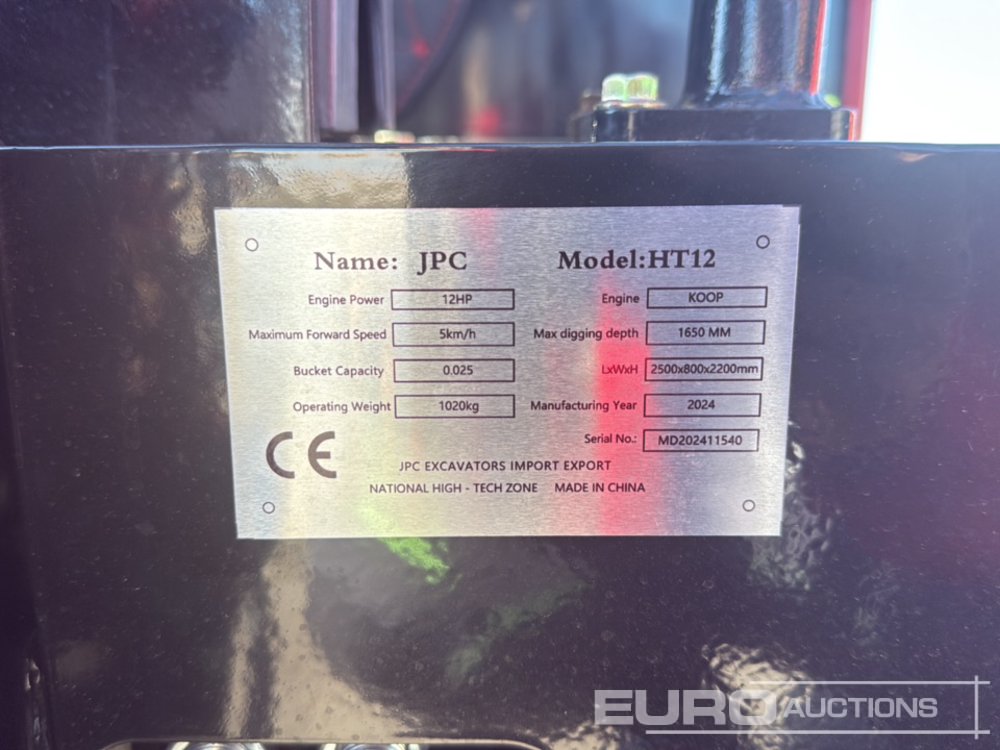 Name: JPC Model:HT12
Engine Power 12HP Engine KOOP
Maximum Forward Speed 5km/h Max digging depth 1650 MM
Bucket Capacity 0.025 LxWxH 2500x800x2200mm
Operating Weight 1020kg Manufacturing Year 2024
Serial No.: MD202411540
CE
JPC EXCAVATORS IMPORT EXPORT
NATIONAL HIGH - TECH ZONE MADE IN CHINA
EURO AUCTIONS